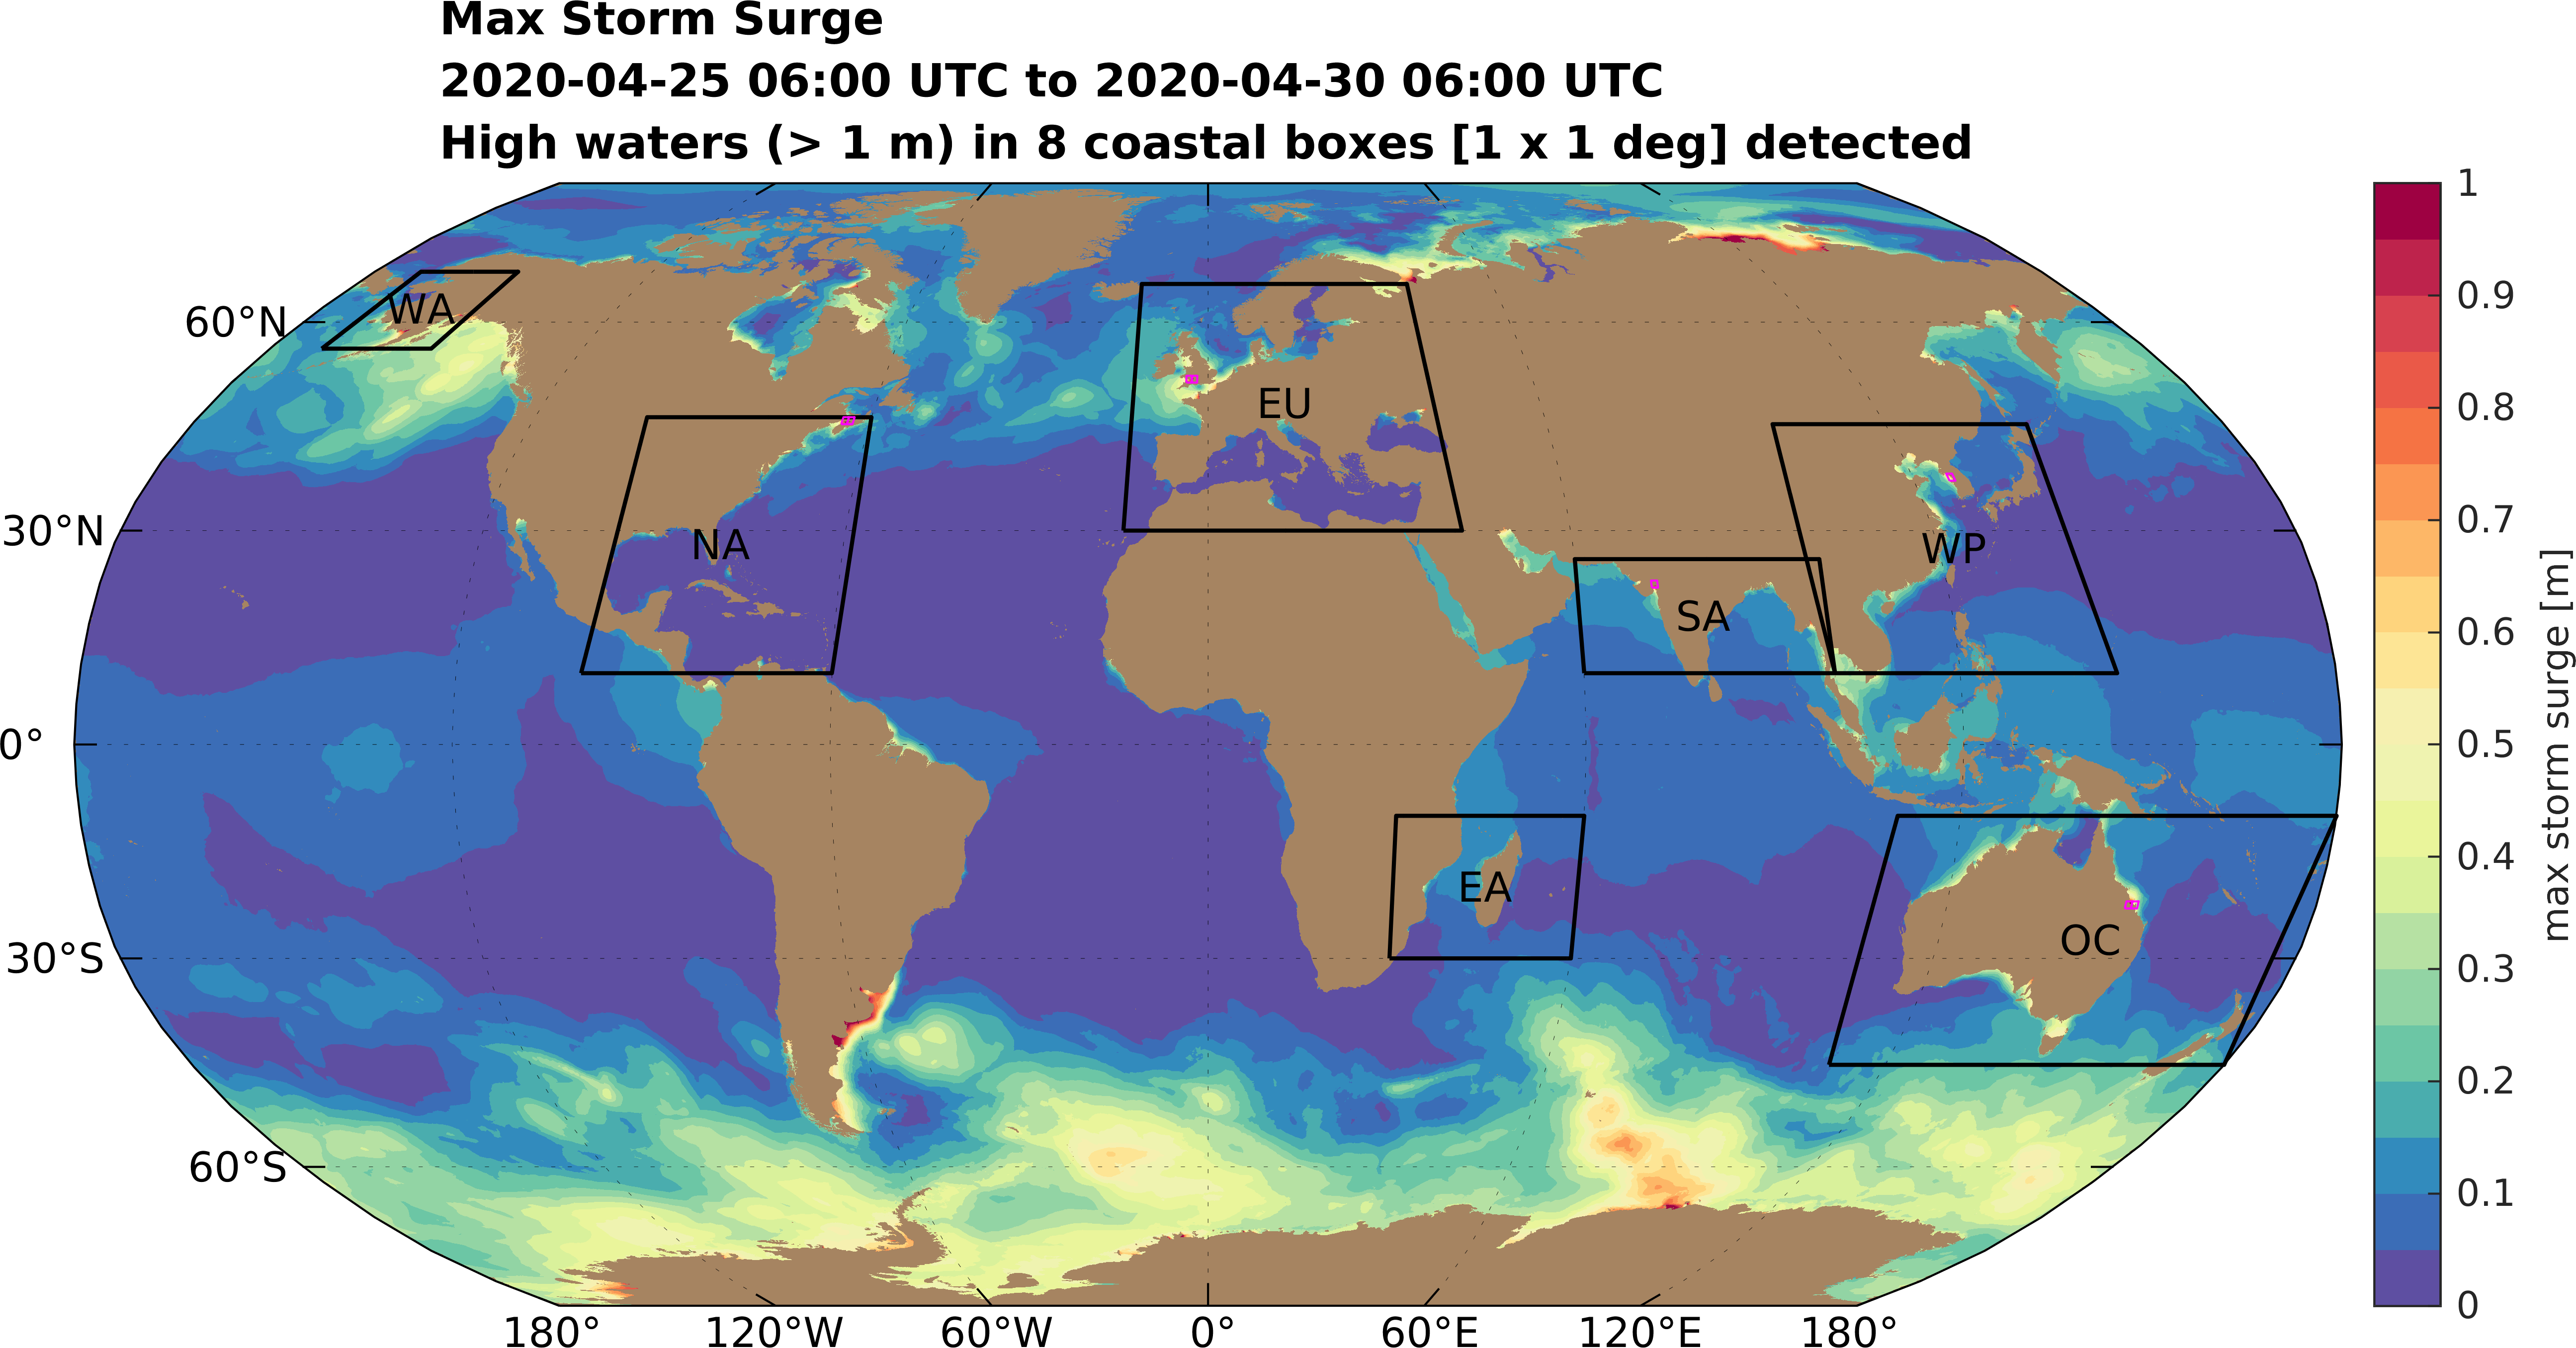 Max Storm Surge
2020-04-25 06:00 UTC to 2020-04-30 06:00 UTC
High waters (> 1 m) in 8 coastal boxes [1 x 1 deg] detected
60°N
30°N
0°
30°S
60°S
WA
NA
EU
SA
WP
EA
OC
180°
120°W
60°W
0°
60°E
120°E
180°
1
0.9
0.8
0.7
0.6
0.5
0.4
0.3
0.2
0.1
0
max storm surge [m]